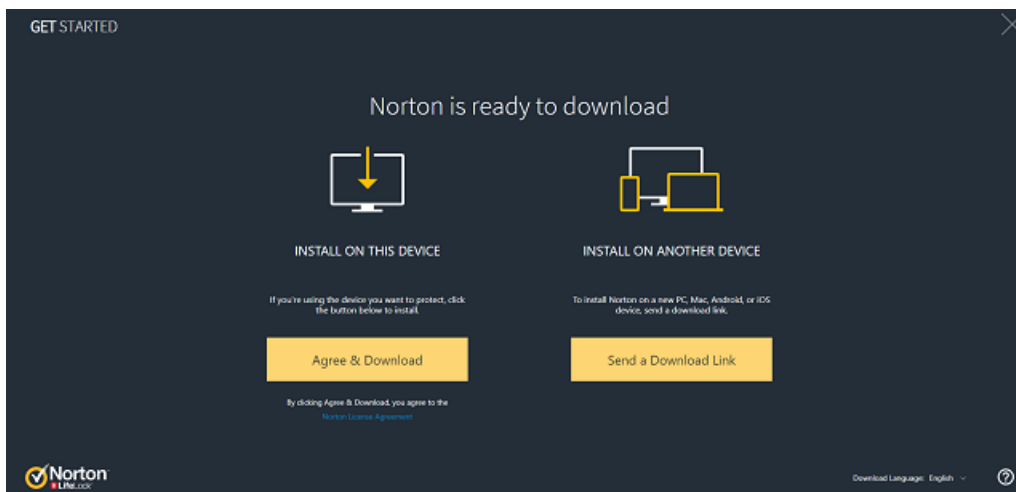 GET STARTED
Norton is ready to download
INSTALL ON THIS DEVICE
If you're using the device you want to protect, click
the button below to install.
Agree & Download
By clicking Agree & Download, you agree to the
Norton License Agreement
INSTALL ON ANOTHER DEVICE
To install Norton on a new PC, Mac, Android, or iOS
device, send a download link.
Send a Download Link
Norton
LifeLock
Download Language: English
?